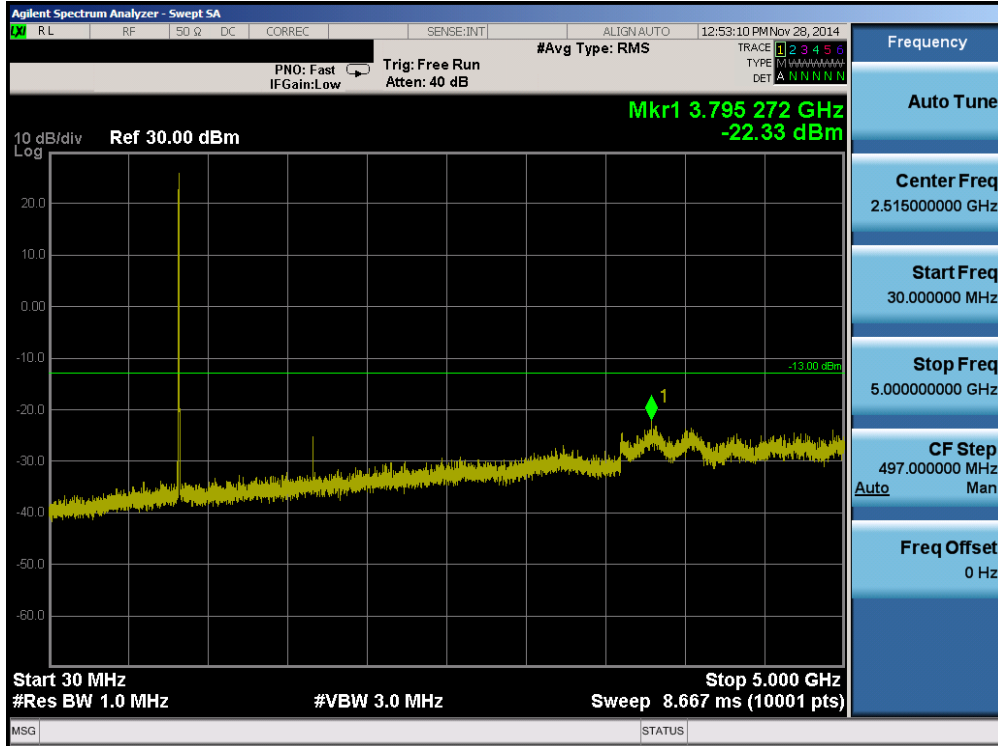 Agilent Spectrum Analyzer - Swept SA
LXI RL RF 50 Ω DC CORREC SENSE:INT ALIGNAUTO 12:53:10 PM Nov 28, 2014
#Avg Type: RMS
TRACE 1 2 3 4 5 6
TYPE M
DET A N N N N N
PNO: Fast
IFGain:Low
Trig: Free Run
Atten: 40 dB
Mkr1 3.795 272 GHz
-22.33 dBm
10 dB/div
Log
Ref 30.00 dBm
20.0
10.0
0.00
-10.0
-13.00 dBm
1
-20.0
-30.0
-40.0
-50.0
-60.0
Start 30 MHz
Stop 5.000 GHz
#Res BW 1.0 MHz
#VBW 3.0 MHz
Sweep 8.667 ms (10001 pts)
MSG
STATUS
Frequency
Auto Tune
Center Freq
2.515000000 GHz
Start Freq
30.000000 MHz
Stop Freq
5.000000000 GHz
CF Step
497.000000 MHz
Auto Man
Freq Offset
0 Hz